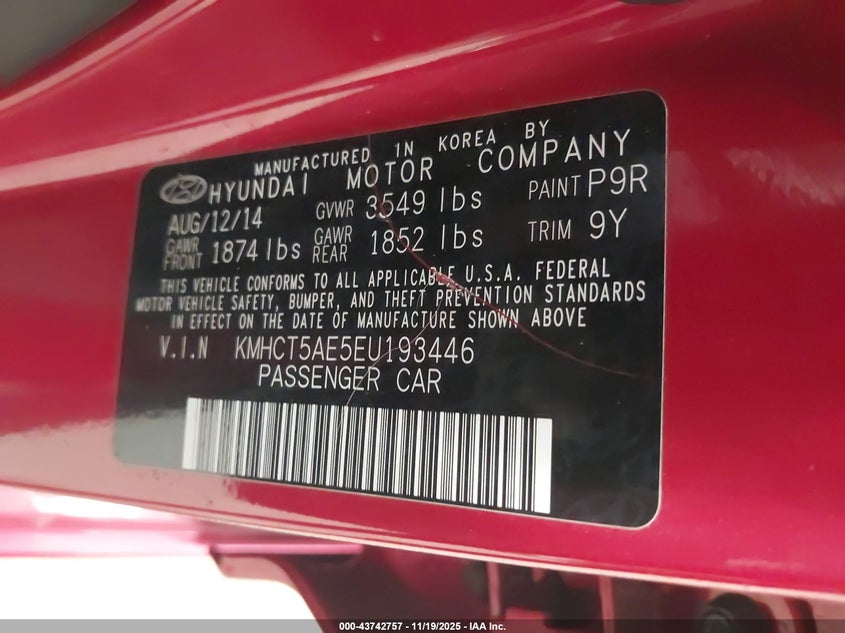 MANUFACTURED IN KOREA BY
HYUNDAI MOTOR COMPANY
AUG/12/14 GVWR 3549 lbs PAINT P9R
GAWR FRONT 1874 lbs GAWR REAR 1852 lbs TRIM 9Y
THIS VEHICLE CONFORMS TO ALL APPLICABLE U.S.A. FEDERAL
MOTOR VEHICLE SAFETY, BUMPER, AND THEFT PREVENTION STANDARDS
IN EFFECT ON THE DATE OF MANUFACTURE SHOWN ABOVE
V.I.N KMHCT5AE5EU193446
PASSENGER CAR
000-43742757 - 11/19/2025 - IAA Inc.